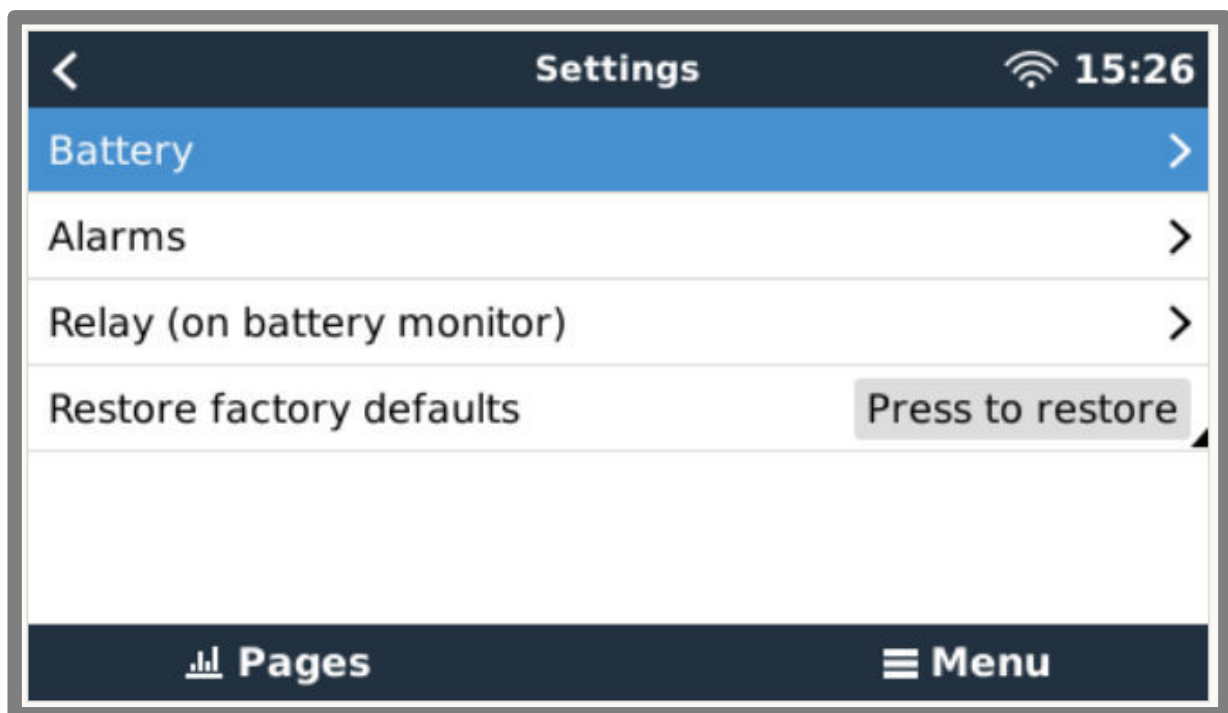 Settings 15:26
Battery
Alarms
Relay (on battery monitor)
Restore factory defaults Press to restore
Pages Menu